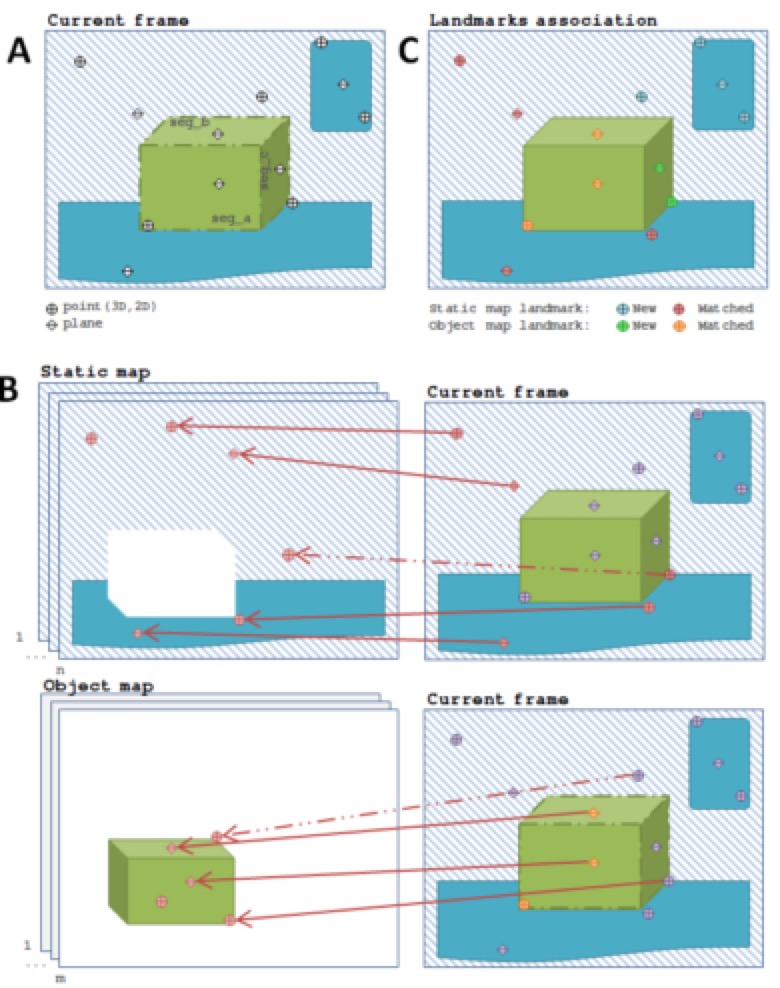 Current frame
A
seg_b
seg_c
seg_a
point(3D,2D)
plane
Landmarks association
C
Static map landmark: New Matched
Object map landmark: New Matched
B
Static map
1
....
n
Current frame
Object map
1
....
m
Current frame